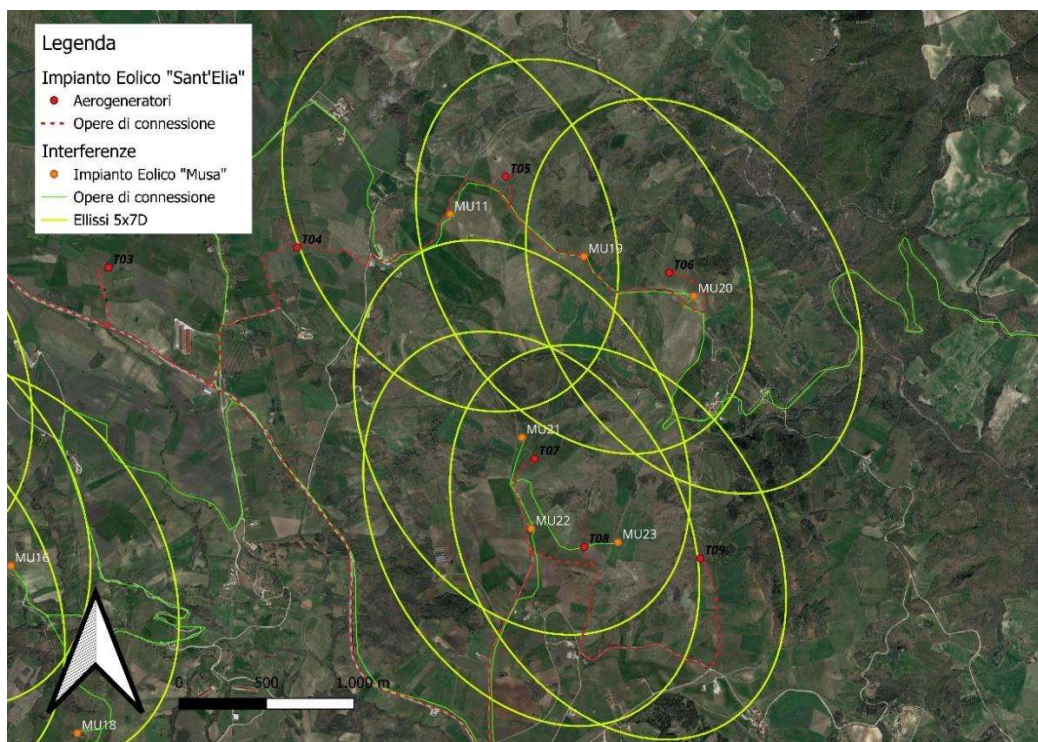 Legenda
Impianto Eolico "Sant'Elia"
Aerogeneratori
Opere di connessione
Interferenze
Impianto Eolico "Musa"
Opere di connessione
Ellissi 5x7D
T05
MU11
T04
MU19
T03
T06
MU20
MU21
T07
MU22
MU23
T08
T09
MU16
0 500 1.000 m
MU18